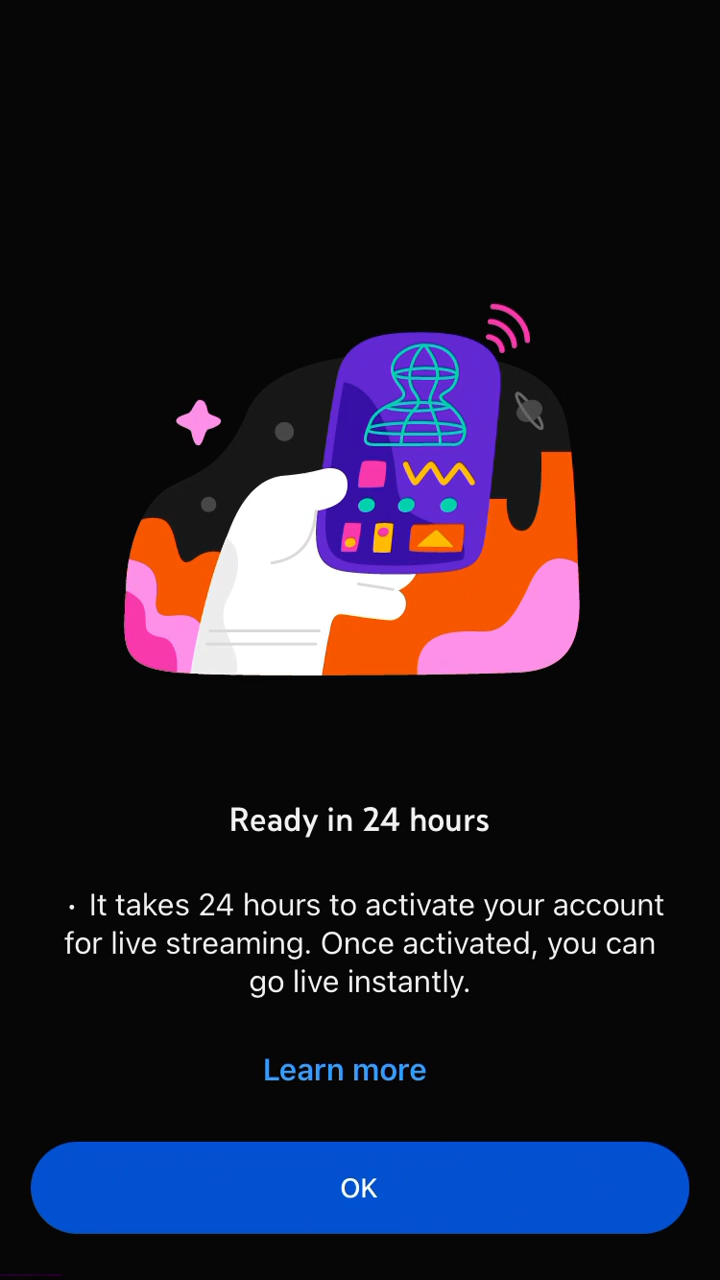 Ready in 24 hours
· It takes 24 hours to activate your account
for live streaming. Once activated, you can
go live instantly.
Learn more
OK